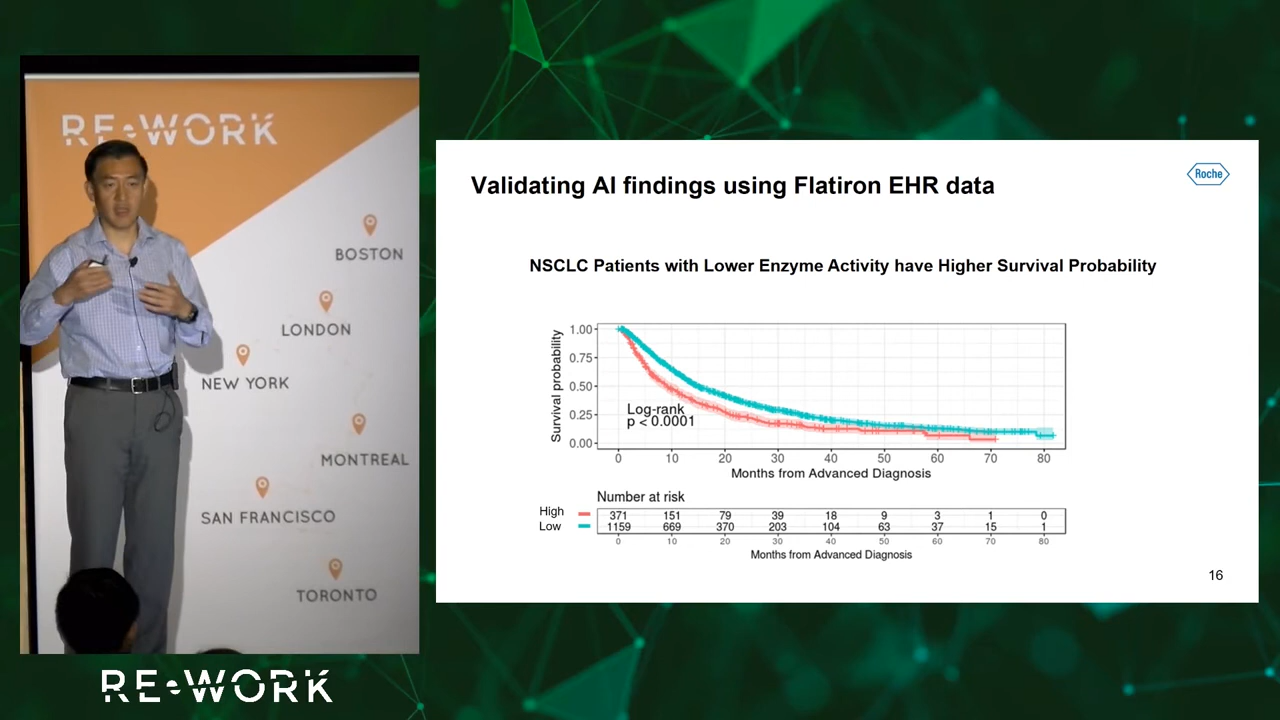 RE•WORK
BOSTON
LONDON
NEW YORK
MONTREAL
SAN FRANCISCO
TORONTO
RE•WORK
Validating AI findings using Flatiron EHR data
Roche
NSCLC Patients with Lower Enzyme Activity have Higher Survival Probability
Survival probability
1.00
0.75
0.50
0.25
0.00
Log-rank
p < 0.0001
0 10 20 30 40 50 60 70 80
Months from Advanced Diagnosis
Number at risk
High 371 151 79 39 18 9 3 1 0
Low 1159 669 370 203 104 63 37 15 1
0 10 20 30 40 50 60 70 80
Months from Advanced Diagnosis
16